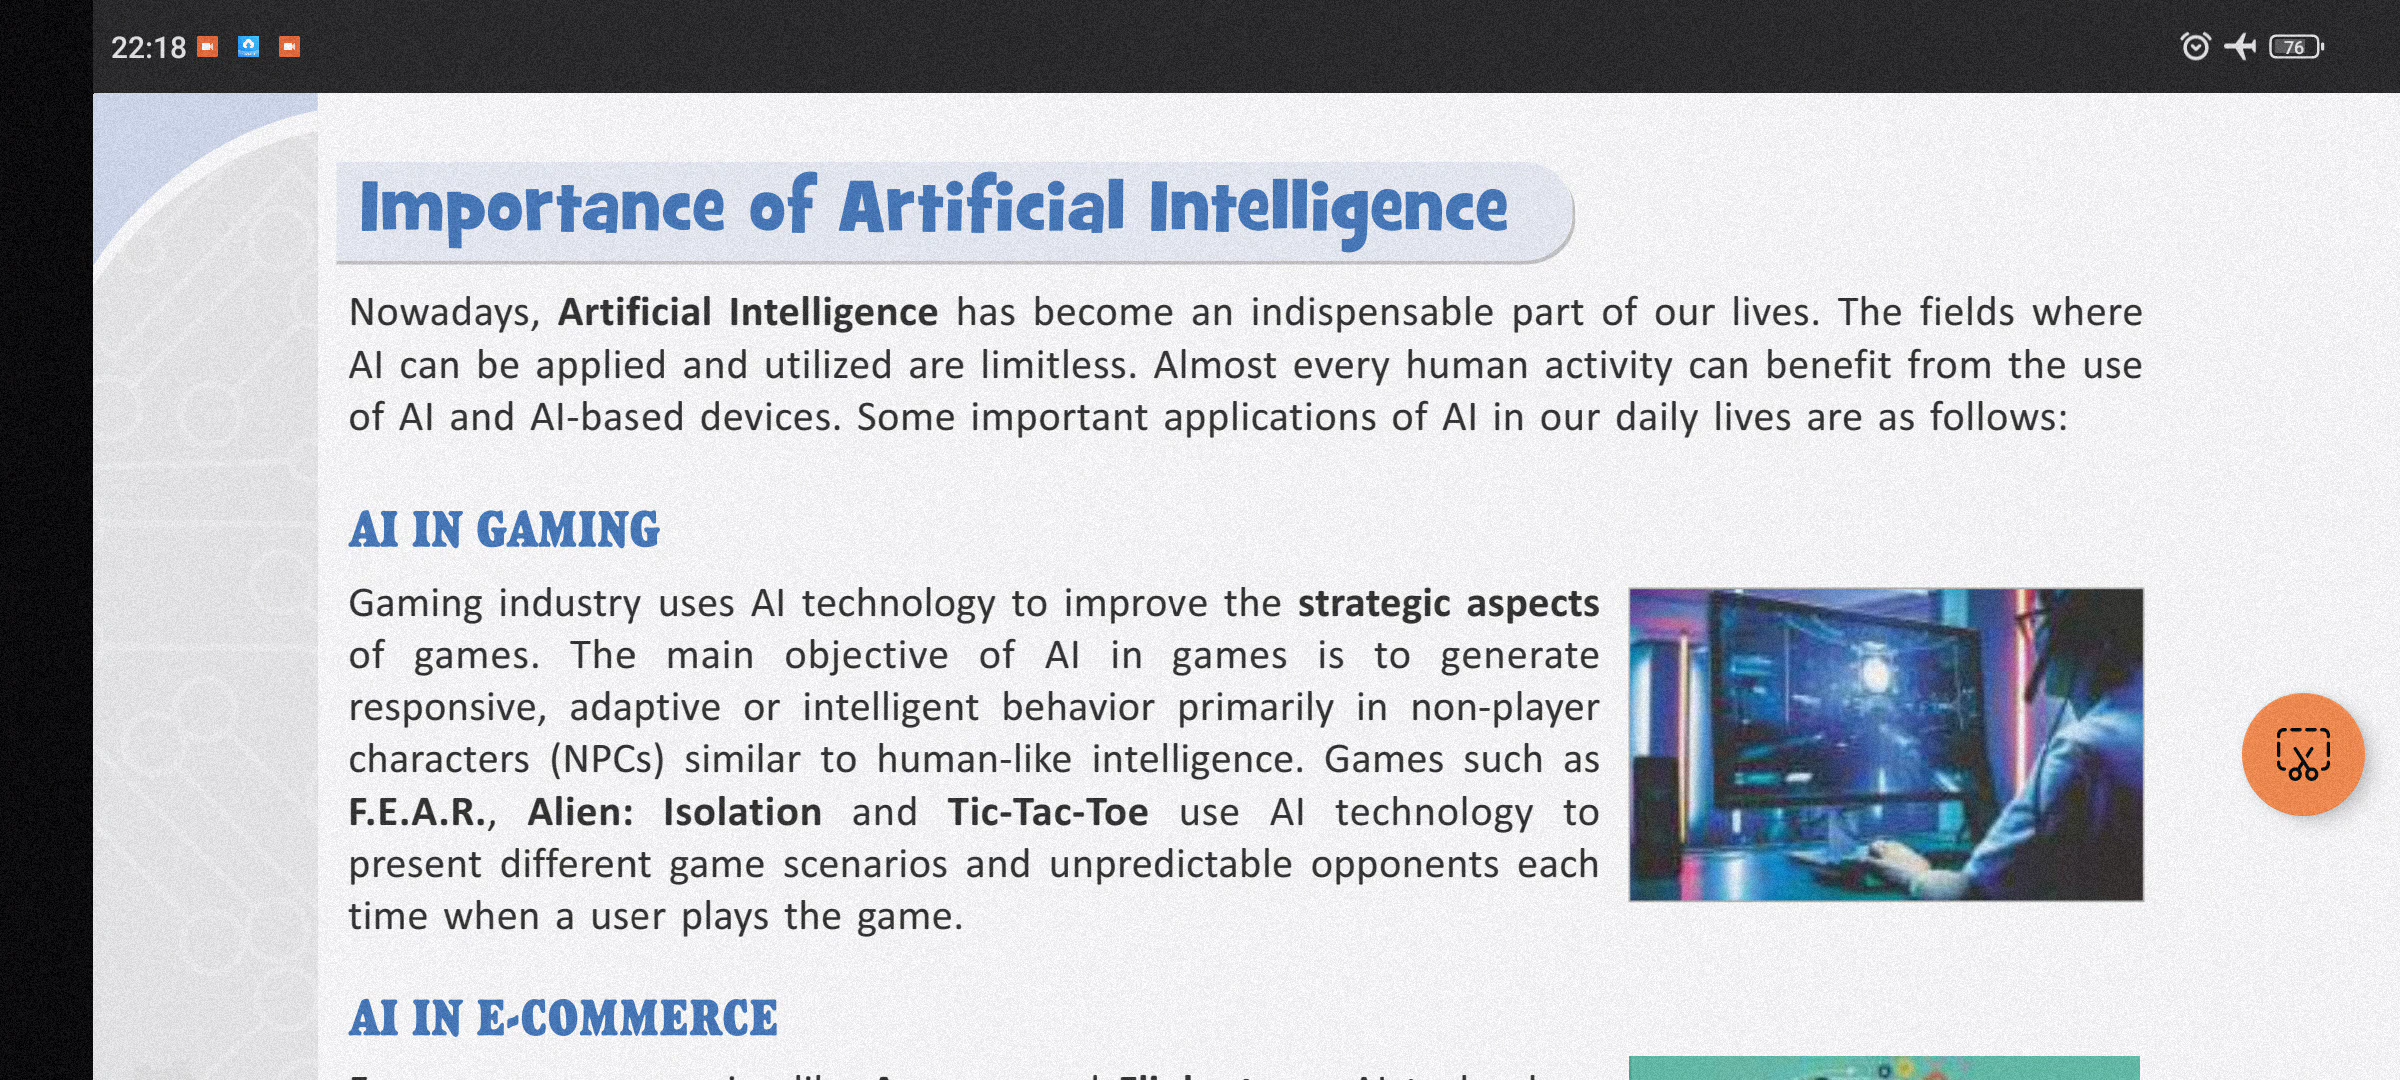 22:18
76
Importance of Artificial Intelligence
Nowadays, Artificial Intelligence has become an indispensable part of our lives. The fields where
AI can be applied and utilized are limitless. Almost every human activity can benefit from the use
of AI and AI-based devices. Some important applications of AI in our daily lives are as follows:
AI IN GAMING
Gaming industry uses AI technology to improve the strategic aspects
of games. The main objective of AI in games is to generate
responsive, adaptive or intelligent behavior primarily in non-player
characters (NPCs) similar to human-like intelligence. Games such as
F.E.A.R., Alien: Isolation and Tic-Tac-Toe use AI technology to
present different game scenarios and unpredictable opponents each
time when a user plays the game.
AI IN E-COMMERCE